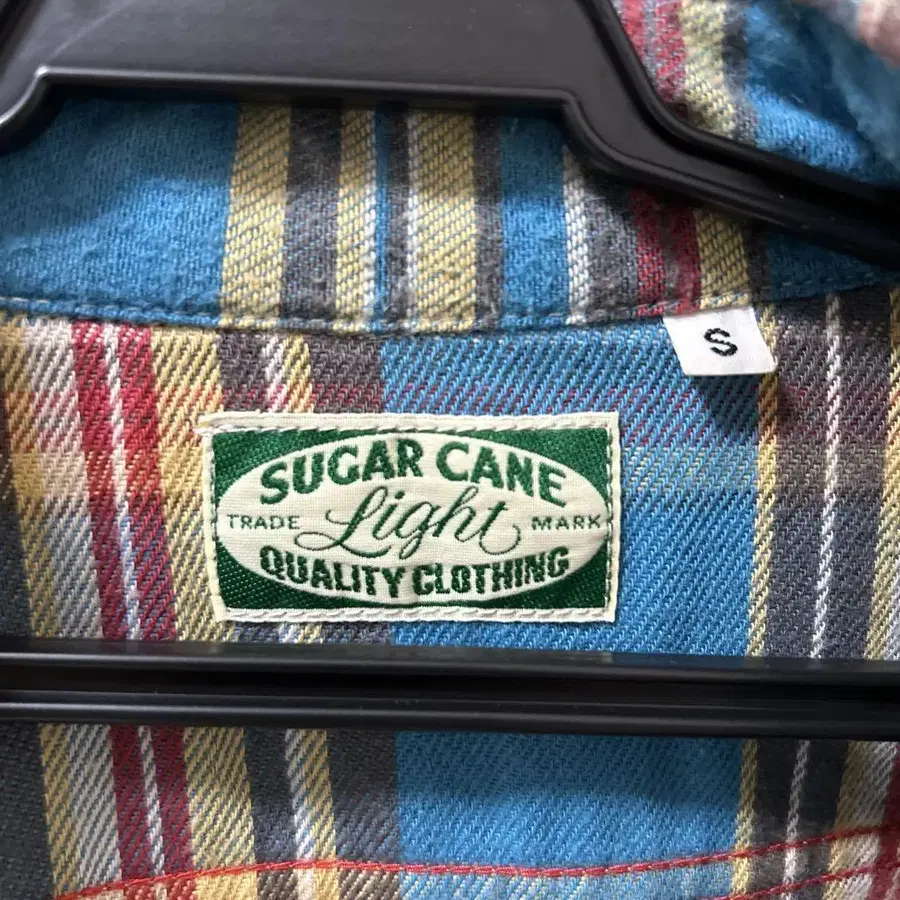 S
SUGAR CANE
TRADE Light MARK
QUALITY CLOTHING